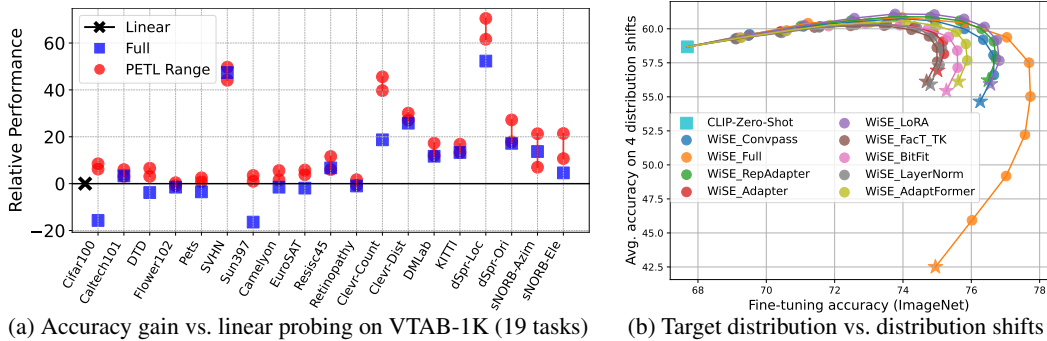 Relative Performance
60
40
20
0
−20
Linear
Full
PETL Range
Cifar100
Caltech101
DTD
Flower102
Pets
SVHN
Sun397
Camelyon
EuroSAT
Resisc45
Retinopathy
Clevr-Count
Clevr-Dist
DMLab
KITTI
dSpr-Loc
dSpr-Ori
sNORB-Azim
sNORB-Ele
(a) Accuracy gain vs. linear probing on VTAB-1K (19 tasks)
Avg. accuracy on 4 distribution shifts
60.0
57.5
55.0
52.5
50.0
47.5
45.0
42.5
CLIP-Zero-Shot
WiSE_Convpass
WiSE_Full
WiSE_RepAdapter
WiSE_Adapter
WiSE_LoRA
WiSE_FacT_TK
WiSE_BitFit
WiSE_LayerNorm
WiSE_AdaptFormer
68 70 72 74 76 78
Fine-tuning accuracy (ImageNet)
(b) Target distribution vs. distribution shifts